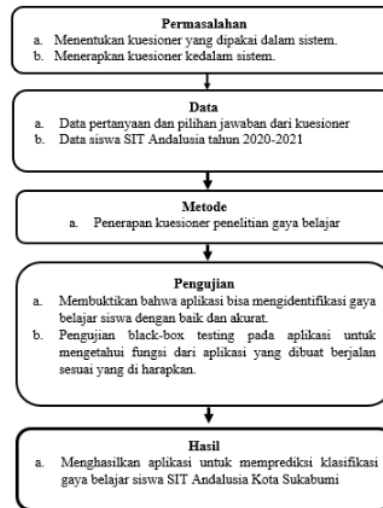 Permasalahan
a. Menentukan kuesioner yang dipakai dalam sistem.
b. Menerapkan kuesioner kedalam sistem.
Data
a. Data pertanyaan dan pilihan jawaban dari kuesioner
b. Data siswa SIT Andalusia tahun 2020-2021
Metode
a. Penerapan kuesioner penelitian gaya belajar
Pengujian
a. Membuktikan bahwa aplikasi bisa mengidentifikasi gaya
belajar siswa dengan baik dan akurat.
b. Pengujian black-box testing pada aplikasi untuk
mengetahui fungsi dari aplikasi yang dibuat berjalan
sesuai yang di harapkan.
Hasil
a. Menghasilkan aplikasi untuk memprediksi klasifikasi
gaya belajar siswa SIT Andalusia Kota Sukabumi